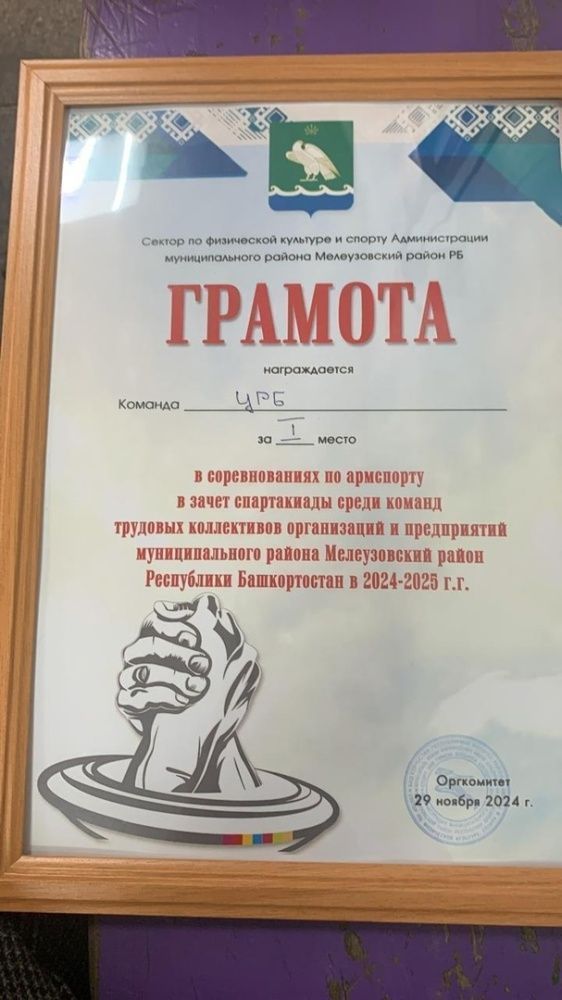 Сектор по физической культуре и спорту Администрации
муниципального района Мелеузовский район РБ
ГРАМОТА
награждается
Команда ЦРБ
за I место
в соревнованиях по армспорту
в зачет спартакиады среди команд
трудовых коллективов организаций и предприятий
муниципального района Мелеузовский район
Республики Башкортостан в 2024-2025 г.г.
Оргкомитет
29 ноября 2024 г.